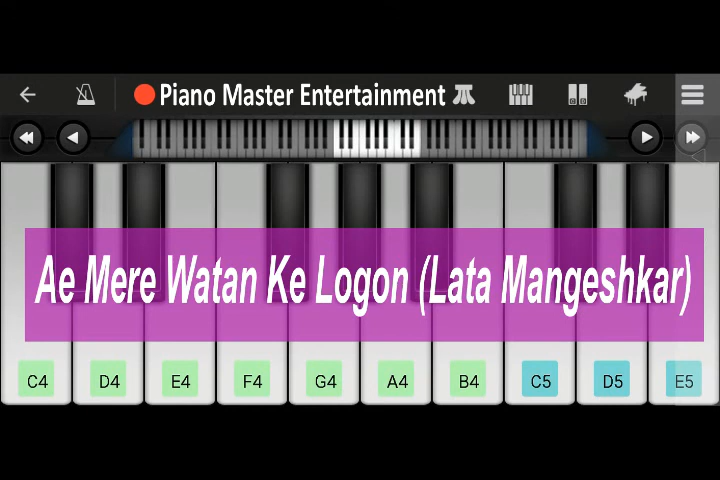 Piano Master Entertainment
Ae Mere Watan Ke Logon (Lata Mangeshkar)
C4 D4 E4 F4 G4 A4 B4 C5 D5 E5